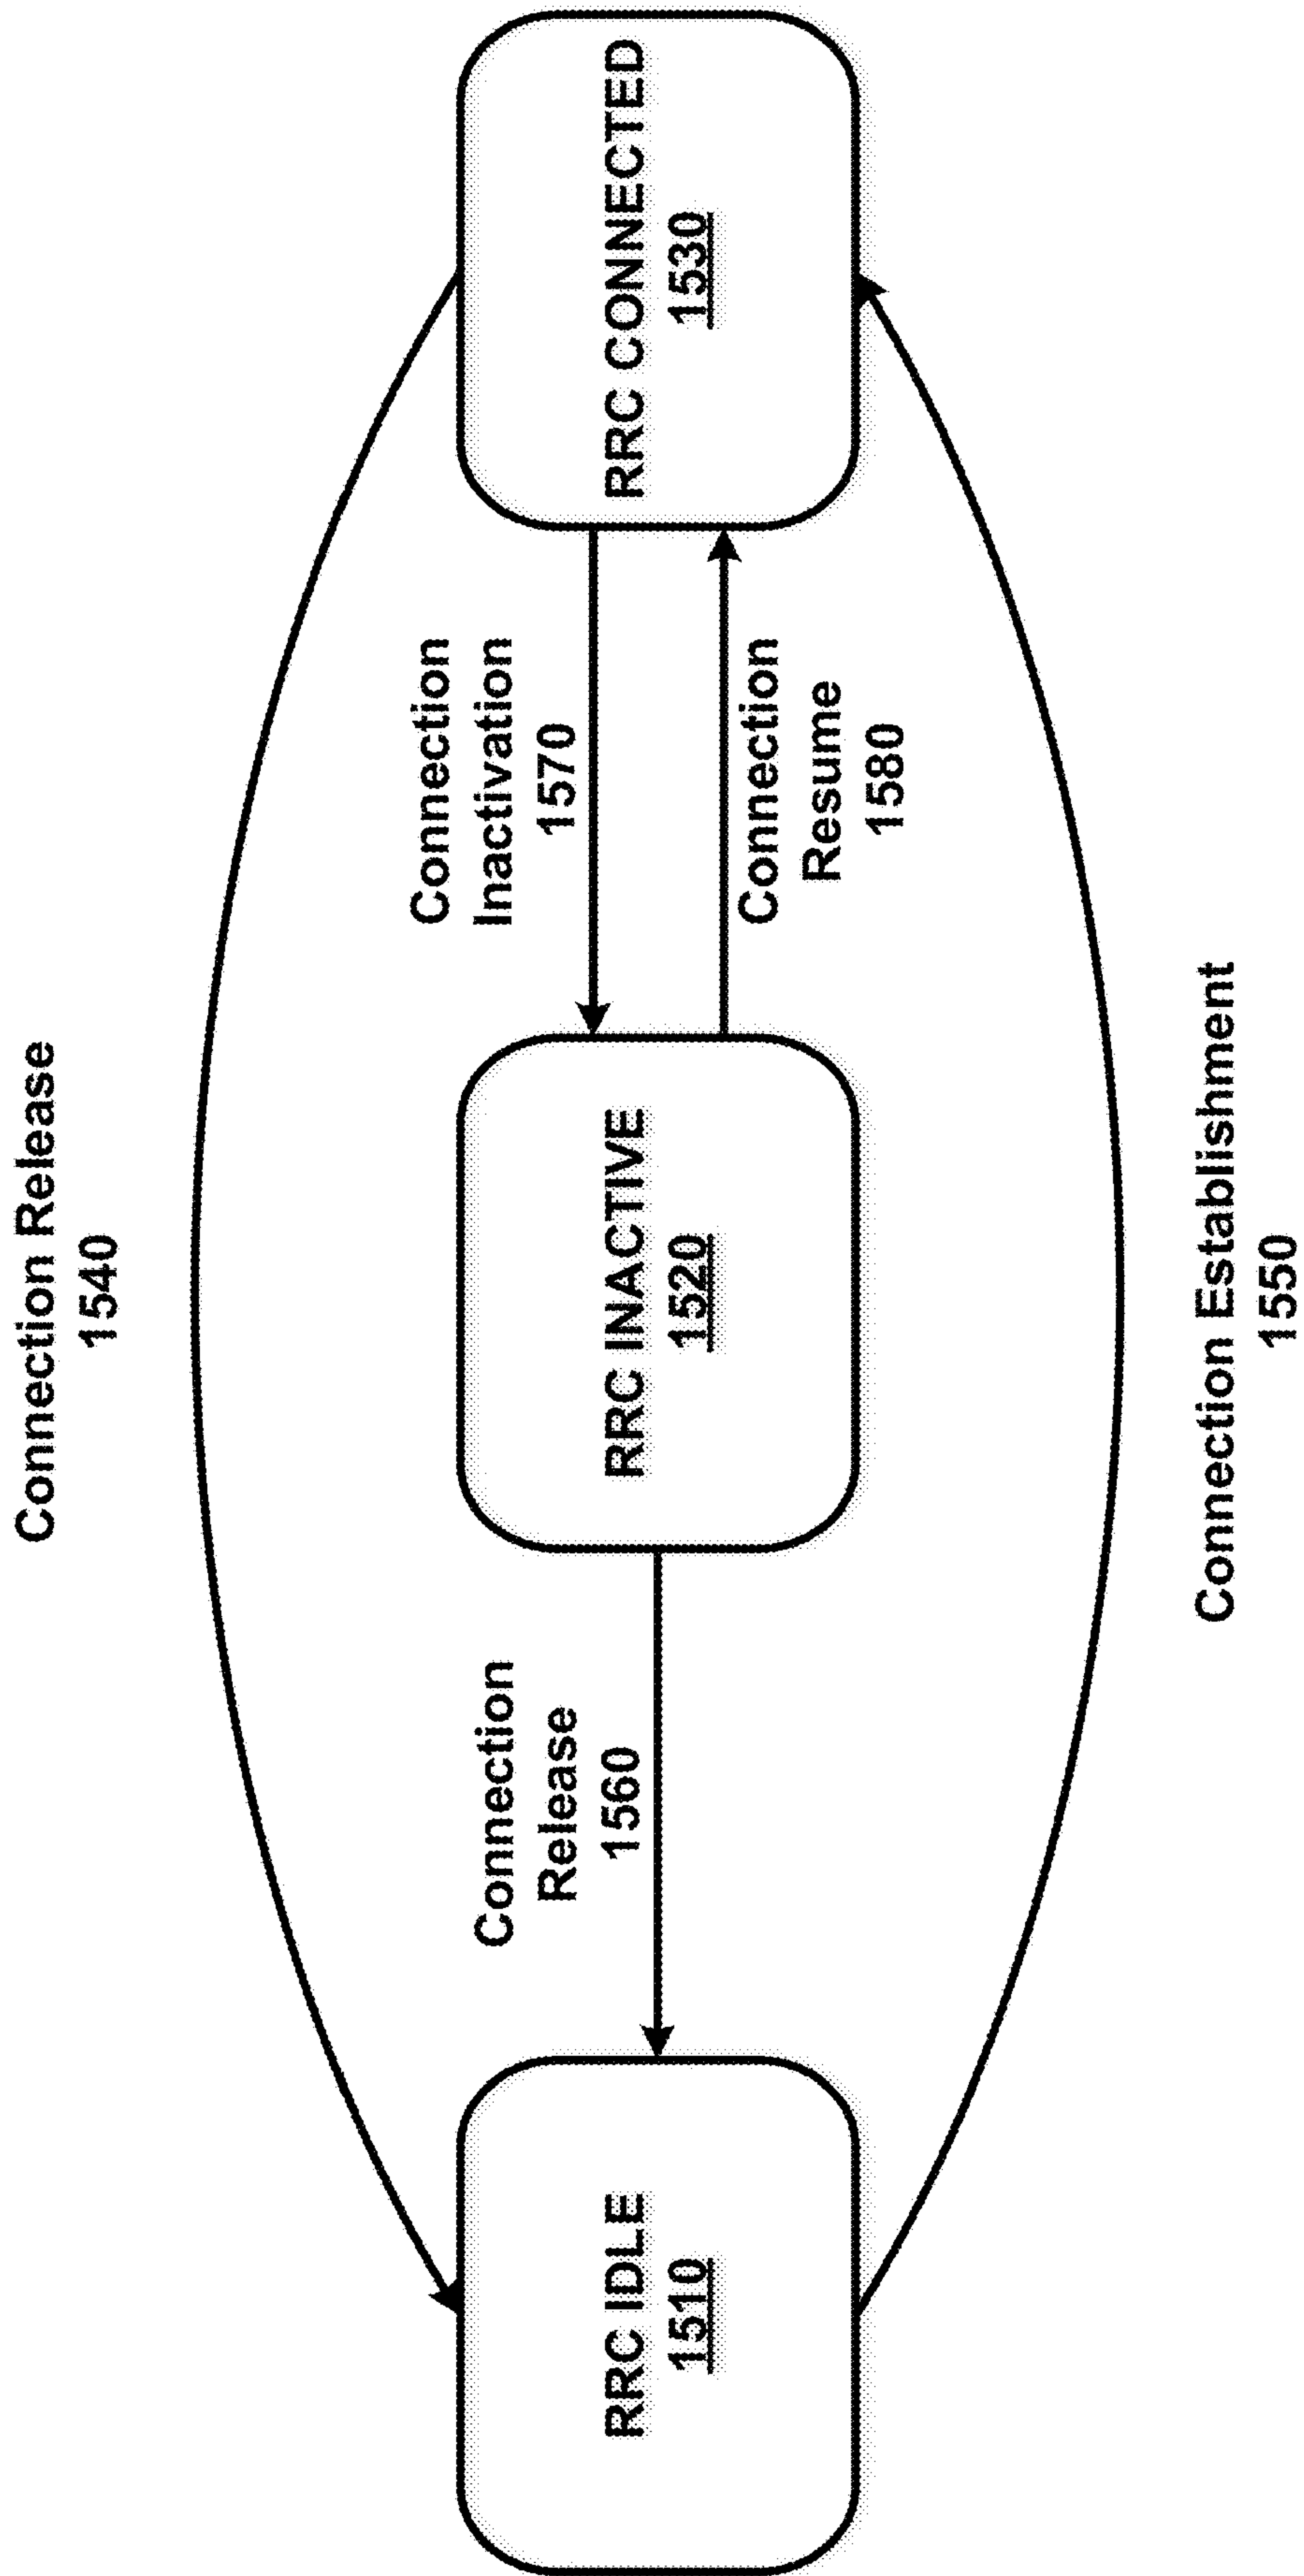 Connection Release
1540
Connection
Release
1560
Connection
Inactivation
1570
RRC IDLE
1510
RRC INACTIVE
1520
RRC CONNECTED
1530
Connection
Resume
1580
Connection Establishment
1550